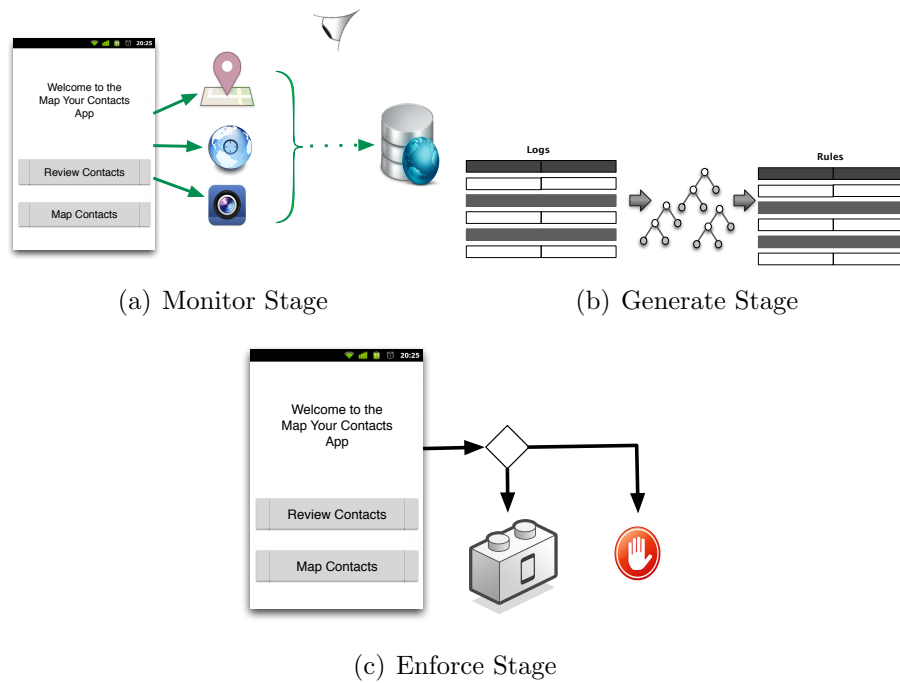 20:25
Welcome to the
Map Your Contacts
App
Review Contacts
Map Contacts
Logs
Rules
(a) Monitor Stage
(b) Generate Stage
20:25
Welcome to the
Map Your Contacts
App
Review Contacts
Map Contacts
(c) Enforce Stage